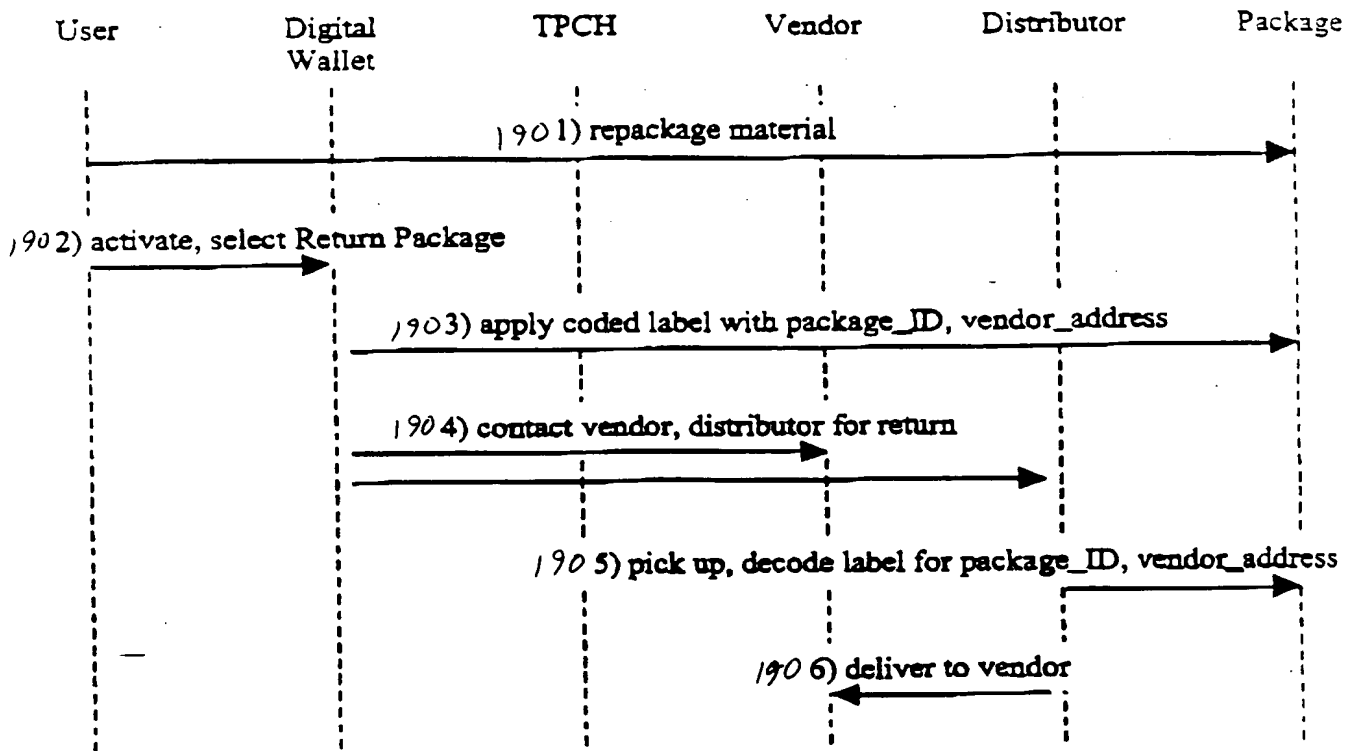 User Digital Wallet TPCH Vendor Distributor Package
1901) repackage material
1902) activate, select Return Package
1903) apply coded label with package_ID, vendor_address
1904) contact vendor, distributor for return
1905) pick up, decode label for package_ID, vendor_address
1906) deliver to vendor